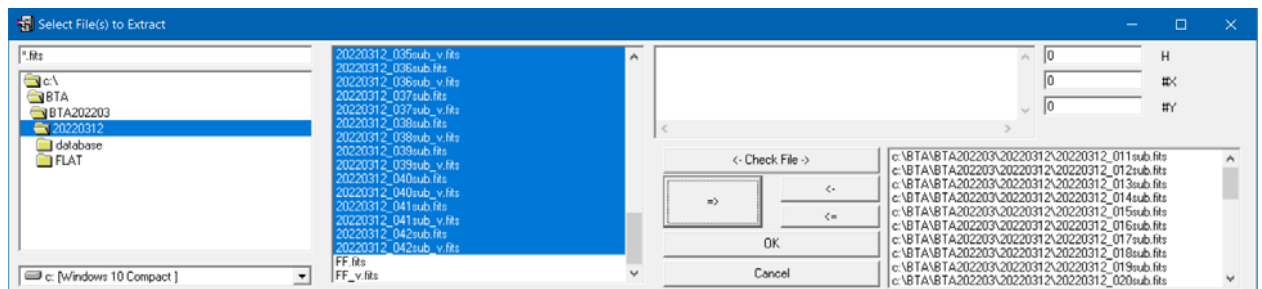 Select File(s) to Extract
*.fits
c:\
BTA
BTA202203
20220312
database
FLAT
c: [Windows 10 Compact ]
20220312_035sub_v.fits
20220312_036sub.fits
20220312_036sub_v.fits
20220312_037sub.fits
20220312_037sub_v.fits
20220312_038sub.fits
20220312_038sub_v.fits
20220312_039sub.fits
20220312_039sub_v.fits
20220312_040sub.fits
20220312_040sub_v.fits
20220312_041sub.fits
20220312_041sub_v.fits
20220312_042sub.fits
20220312_042sub_v.fits
FF.fits
FF_v.fits
0 H
0 #X
0 #Y
<- Check File ->
=>
<-
<=
OK
Cancel
c:\BTA\BTA202203\20220312\20220312_011sub.fits
c:\BTA\BTA202203\20220312\20220312_012sub.fits
c:\BTA\BTA202203\20220312\20220312_013sub.fits
c:\BTA\BTA202203\20220312\20220312_014sub.fits
c:\BTA\BTA202203\20220312\20220312_015sub.fits
c:\BTA\BTA202203\20220312\20220312_016sub.fits
c:\BTA\BTA202203\20220312\20220312_017sub.fits
c:\BTA\BTA202203\20220312\20220312_018sub.fits
c:\BTA\BTA202203\20220312\20220312_019sub.fits
c:\BTA\BTA202203\20220312\20220312_020sub.fits